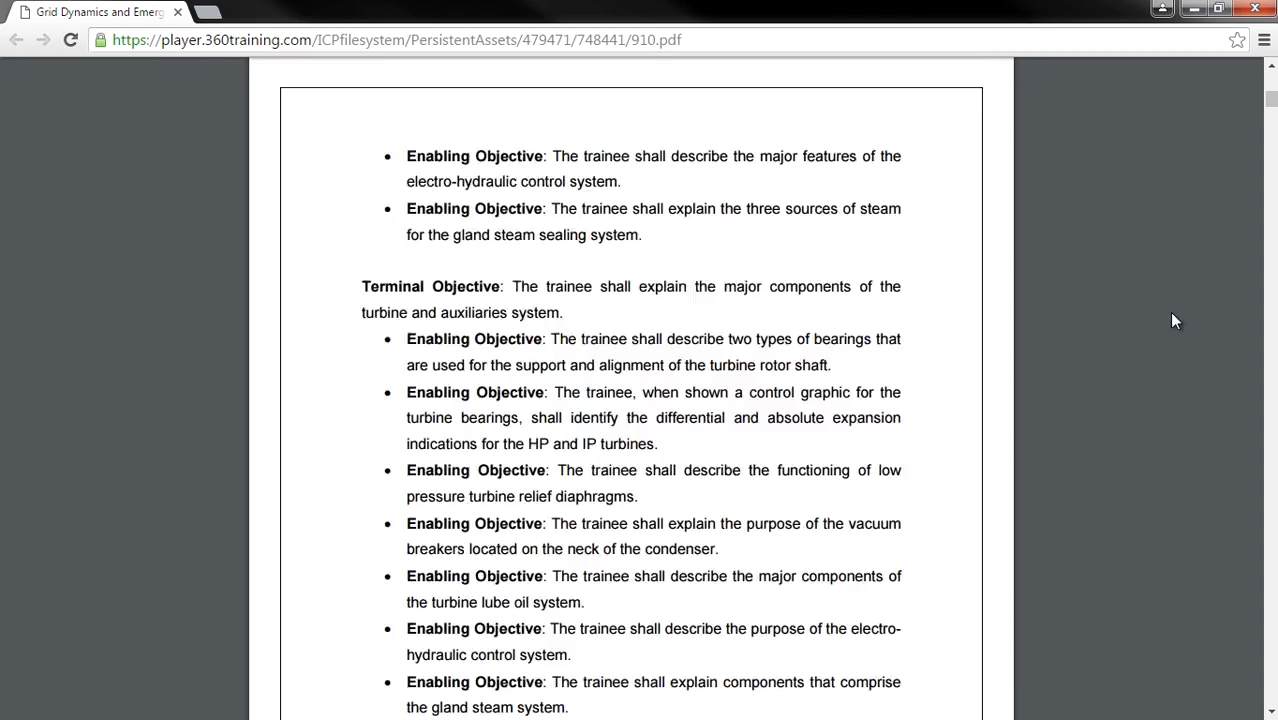 Grid Dynamics and Emerg
https://player.360training.com/ICPfilesystem/PersistentAssets/479471/748441/910.pdf
• Enabling Objective: The trainee shall describe the major features of the
electro-hydraulic control system.
• Enabling Objective: The trainee shall explain the three sources of steam
for the gland steam sealing system.
Terminal Objective: The trainee shall explain the major components of the
turbine and auxiliaries system.
• Enabling Objective: The trainee shall describe two types of bearings that
are used for the support and alignment of the turbine rotor shaft.
• Enabling Objective: The trainee, when shown a control graphic for the
turbine bearings, shall identify the differential and absolute expansion
indications for the HP and IP turbines.
• Enabling Objective: The trainee shall describe the functioning of low
pressure turbine relief diaphragms.
• Enabling Objective: The trainee shall explain the purpose of the vacuum
breakers located on the neck of the condenser.
• Enabling Objective: The trainee shall describe the major components of
the turbine lube oil system.
• Enabling Objective: The trainee shall describe the purpose of the electro-
hydraulic control system.
• Enabling Objective: The trainee shall explain components that comprise
the gland steam system.